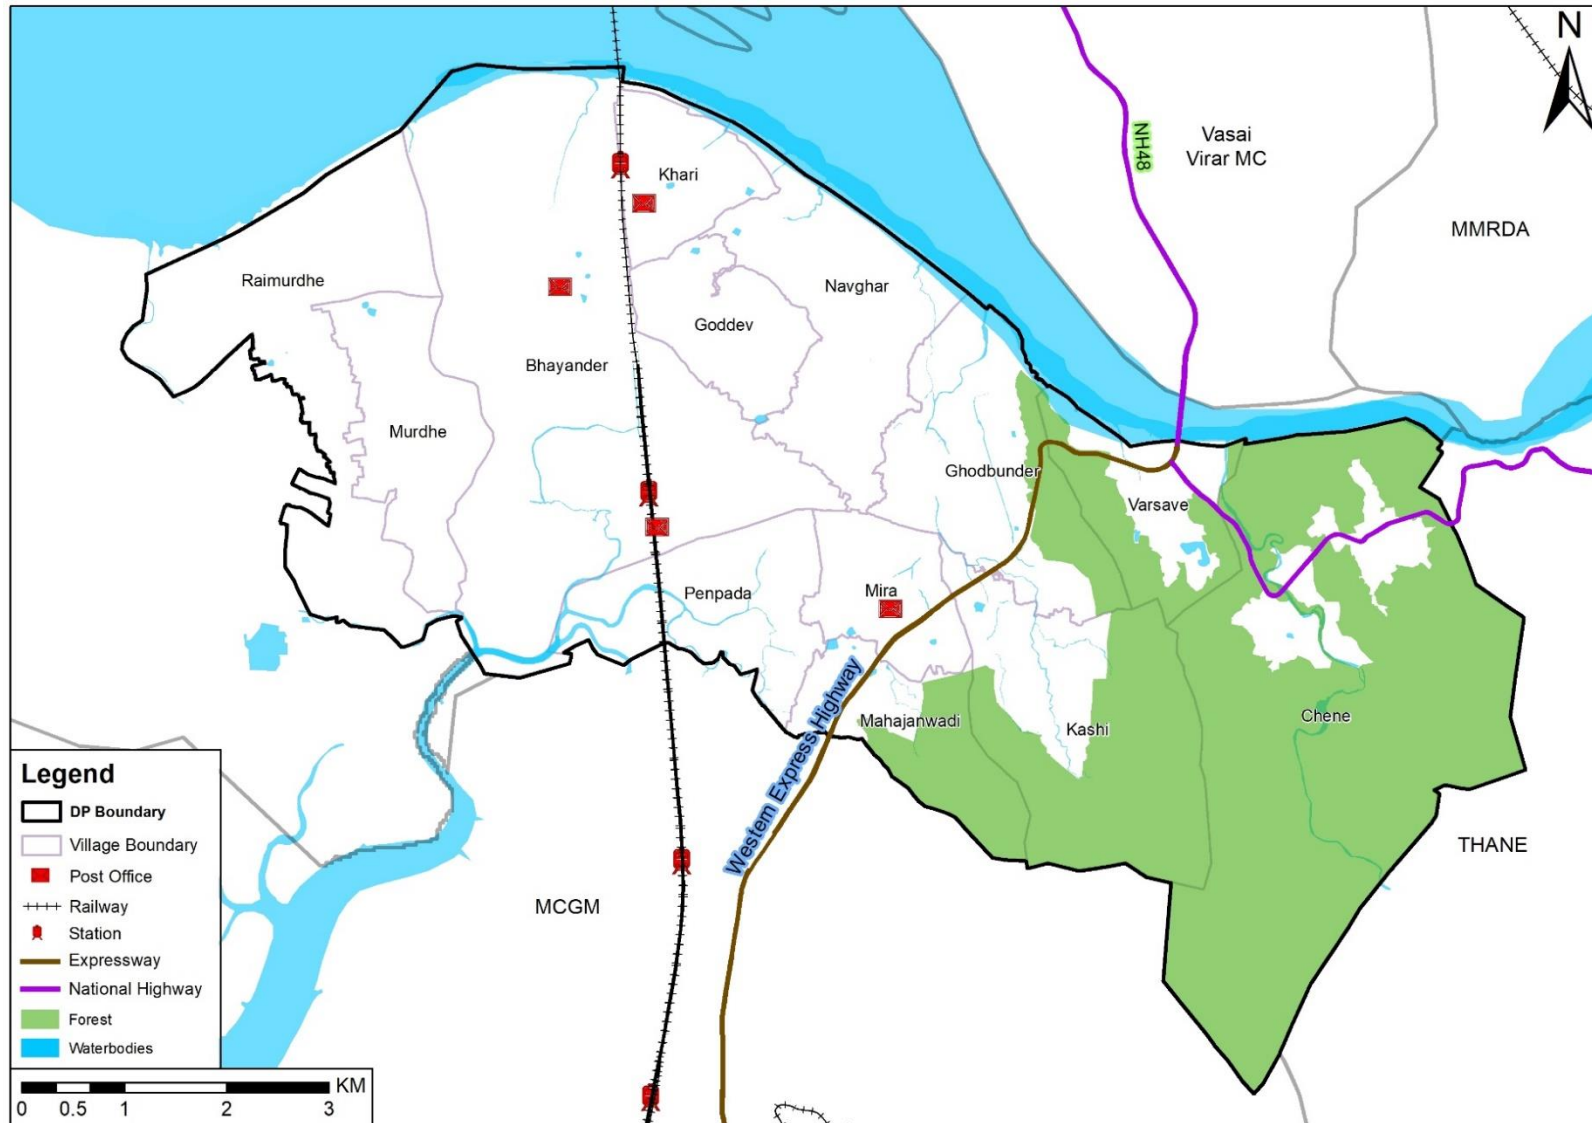 N
NH48
Vasai
Virar MC
MMRDA
Khari
Raimurdhe
Navghar
Goddev
Bhayander
Murdhe
Ghodbunder
Varsave
Penpada
Mira
Western Express Highway
Mahajanwadi
Kashi
Chene
THANE
MCGM
Legend
DP Boundary
Village Boundary
Post Office
Railway
Station
Expressway
National Highway
Forest
Waterbodies
KM
0 0.5 1 2 3